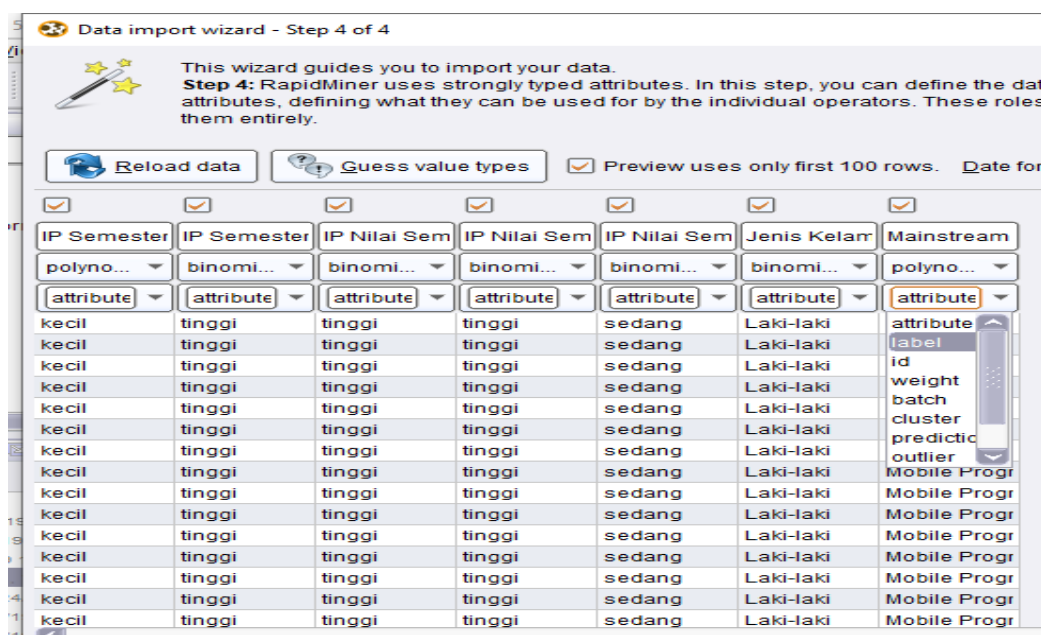 Data import wizard - Step 4 of 4
This wizard guides you to import your data.
Step 4: RapidMiner uses strongly typed attributes. In this step, you can define the dat
attributes, defining what they can be used for by the individual operators. These roles
them entirely.
Reload data Guess value types Preview uses only first 100 rows. Date for
IP Semester IP Semester IP Nilai Sem IP Nilai Sem IP Nilai Sem Jenis Kelam Mainstream
polyno... binomi... binomi... binomi... binomi... binomi... polyno...
attribute attribute attribute attribute attribute attribute attribute
kecil tinggi tinggi tinggi sedang Laki-laki attribute
kecil tinggi tinggi tinggi sedang Laki-laki label
kecil tinggi tinggi tinggi sedang Laki-laki id
kecil tinggi tinggi tinggi sedang Laki-laki weight
kecil tinggi tinggi tinggi sedang Laki-laki batch
kecil tinggi tinggi tinggi sedang Laki-laki cluster
kecil tinggi tinggi tinggi sedang Laki-laki predictic
outlier
kecil tinggi tinggi tinggi sedang Laki-laki Mobile Progr
kecil tinggi tinggi tinggi sedang Laki-laki Mobile Progr
kecil tinggi tinggi tinggi sedang Laki-laki Mobile Progr
kecil tinggi tinggi tinggi sedang Laki-laki Mobile Progr
kecil tinggi tinggi tinggi sedang Laki-laki Mobile Progr
kecil tinggi tinggi tinggi sedang Laki-laki Mobile Progr
kecil tinggi tinggi tinggi sedang Laki-laki Mobile Progr
kecil tinggi tinggi tinggi sedang Laki-laki Mobile Progr